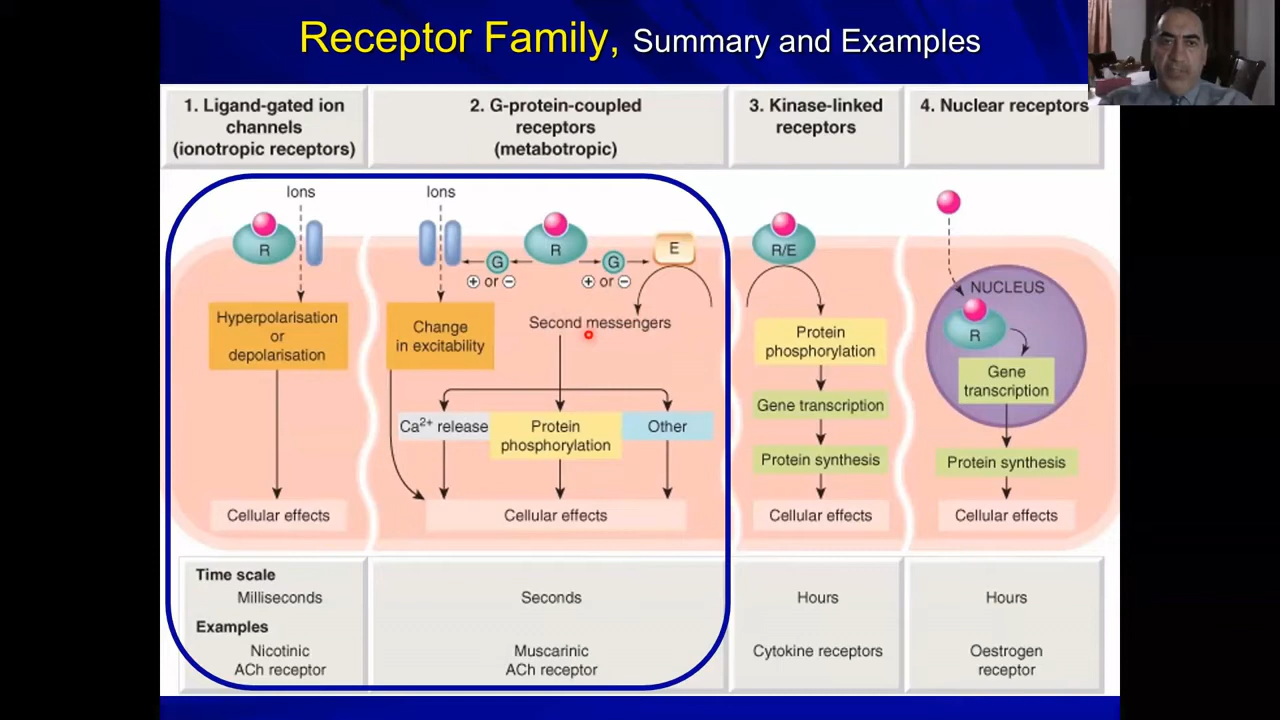 Receptor Family, Summary and Examples
1. Ligand-gated ion
channels
(ionotropic receptors)
2. G-protein-coupled
receptors
(metabotropic)
3. Kinase-linked
receptors
4. Nuclear receptors
Ions
R
Hyperpolarisation
or
depolarisation
Cellular effects
Ions
G
+ or −
R
G
+ or −
E
Change
in excitability
Second messengers
Ca²⁺ release
Protein
phosphorylation
Other
Cellular effects
R/E
Protein
phosphorylation
Gene transcription
Protein synthesis
Cellular effects
NUCLEUS
R
Gene
transcription
Protein synthesis
Cellular effects
Time scale
Milliseconds
Seconds
Hours
Hours
Examples
Nicotinic
ACh receptor
Muscarinic
ACh receptor
Cytokine receptors
Oestrogen
receptor